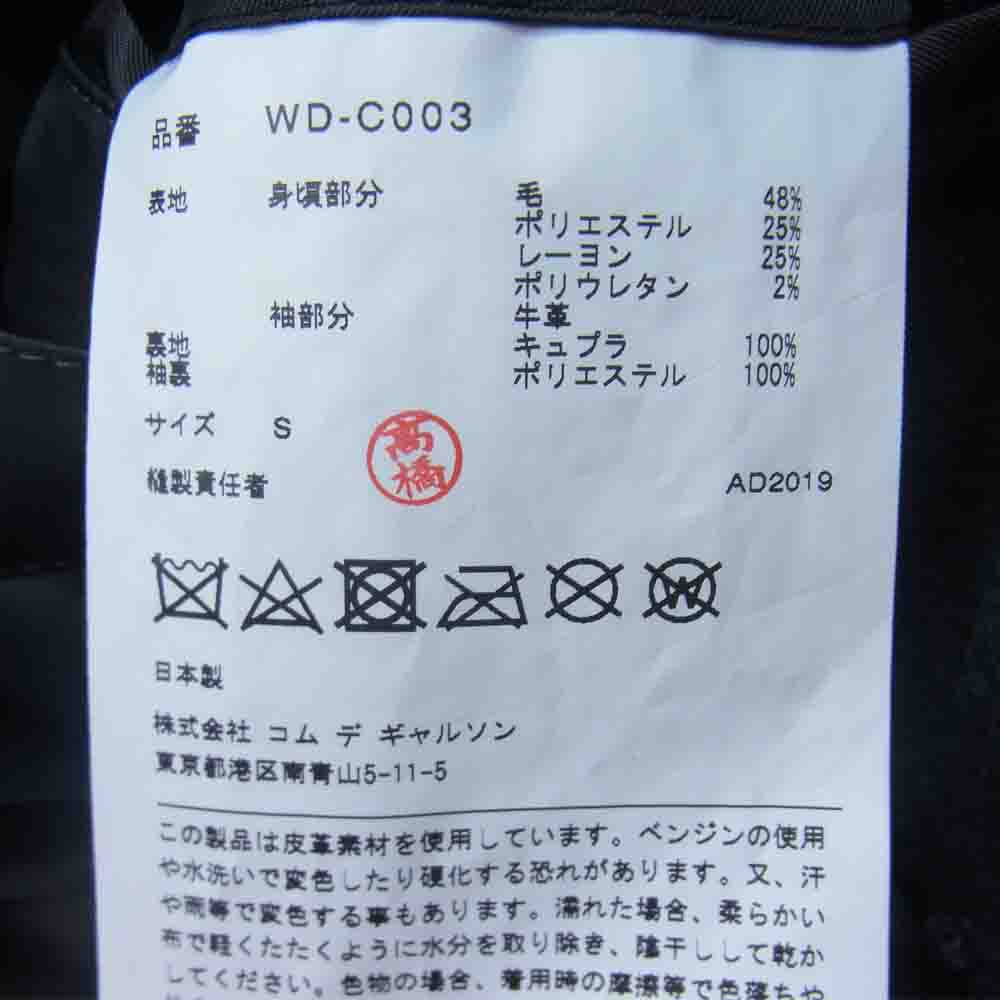 品番 WD-C003
表地 身頃部分 毛 48%
ポリエステル 25%
レーヨン 25%
ポリウレタン 2%
袖部分 牛革
裏地 キュプラ 100%
袖裏 ポリエステル 100%
サイズ S
縫製責任者 高橋 AD2019
W
日本製
株式会社 コム デ ギャルソン
東京都港区南青山5-11-5
この製品は皮革素材を使用しています。ベンジンの使用
や水洗いで変色したり硬化する恐れがあります。又、汗
や雨等で変色する事もあります。濡れた場合、柔らかい
布で軽くたたくように水分を取り除き、陰干しして乾か
してください。色物の場合、着用時の摩擦等で色落ちや